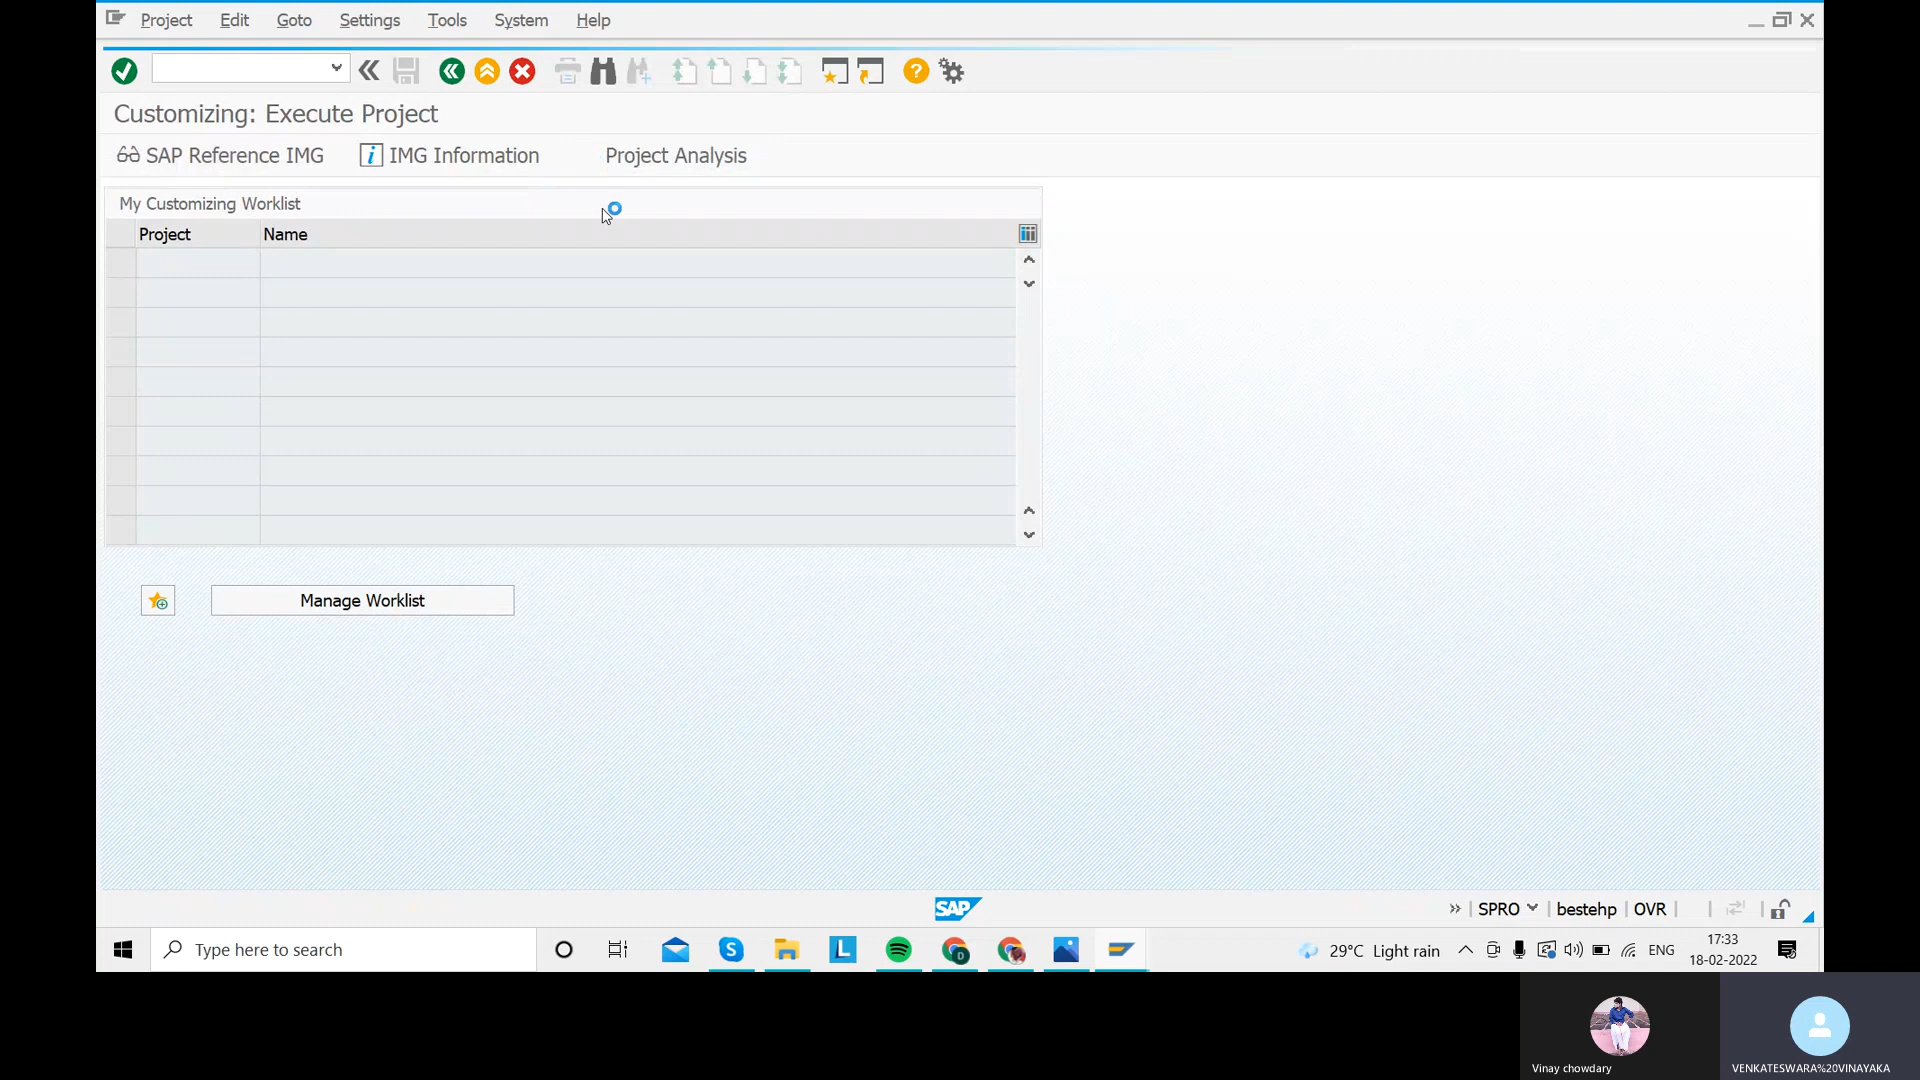 Project Edit Goto Settings Tools System Help
Customizing: Execute Project
SAP Reference IMG IMG Information Project Analysis
My Customizing Worklist
Project Name
Manage Worklist
SAP
SPRO bestehp OVR
Type here to search
29°C Light rain
ENG
17:33
18-02-2022
Vinay chowdary
VENKATESWARA%20VINAYAKA